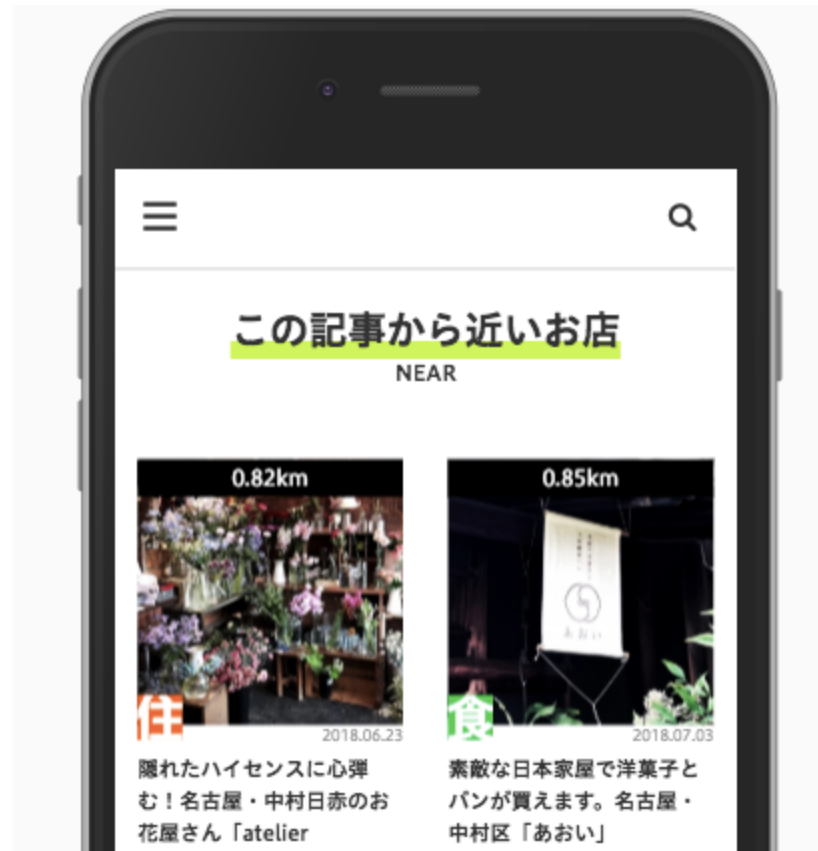 この記事から近いお店
NEAR
0.82km
0.85km
あおい
住
2018.06.23
食
2018.07.03
隠れたハイセンスに心弾
む！名古屋・中村日赤のお
花屋さん「atelier
素敵な日本家屋で洋菓子と
パンが買えます。名古屋・
中村区「あおい」